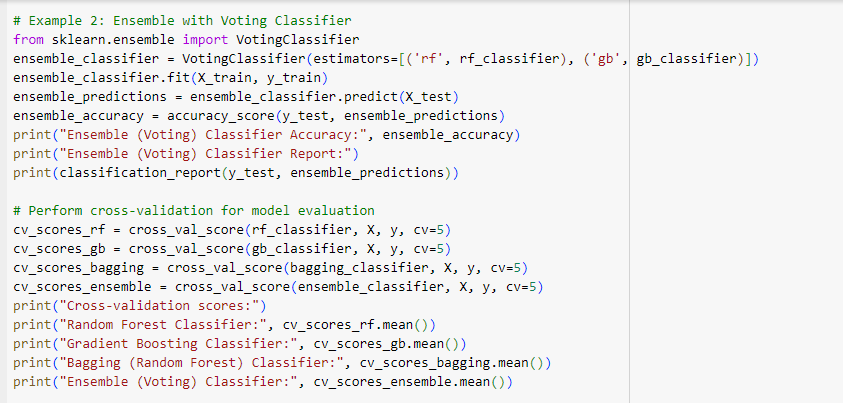 # Example 2: Ensemble with Voting Classifier
from sklearn.ensemble import VotingClassifier
ensemble_classifier = VotingClassifier(estimators=[('rf', rf_classifier), ('gb', gb_classifier)])
ensemble_classifier.fit(X_train, y_train)
ensemble_predictions = ensemble_classifier.predict(X_test)
ensemble_accuracy = accuracy_score(y_test, ensemble_predictions)
print("Ensemble (Voting) Classifier Accuracy:", ensemble_accuracy)
print("Ensemble (Voting) Classifier Report:")
print(classification_report(y_test, ensemble_predictions))

# Perform cross-validation for model evaluation
cv_scores_rf = cross_val_score(rf_classifier, X, y, cv=5)
cv_scores_gb = cross_val_score(gb_classifier, X, y, cv=5)
cv_scores_bagging = cross_val_score(bagging_classifier, X, y, cv=5)
cv_scores_ensemble = cross_val_score(ensemble_classifier, X, y, cv=5)
print("Cross-validation scores:")
print("Random Forest Classifier:", cv_scores_rf.mean())
print("Gradient Boosting Classifier:", cv_scores_gb.mean())
print("Bagging (Random Forest) Classifier:", cv_scores_bagging.mean())
print("Ensemble (Voting) Classifier:", cv_scores_ensemble.mean())